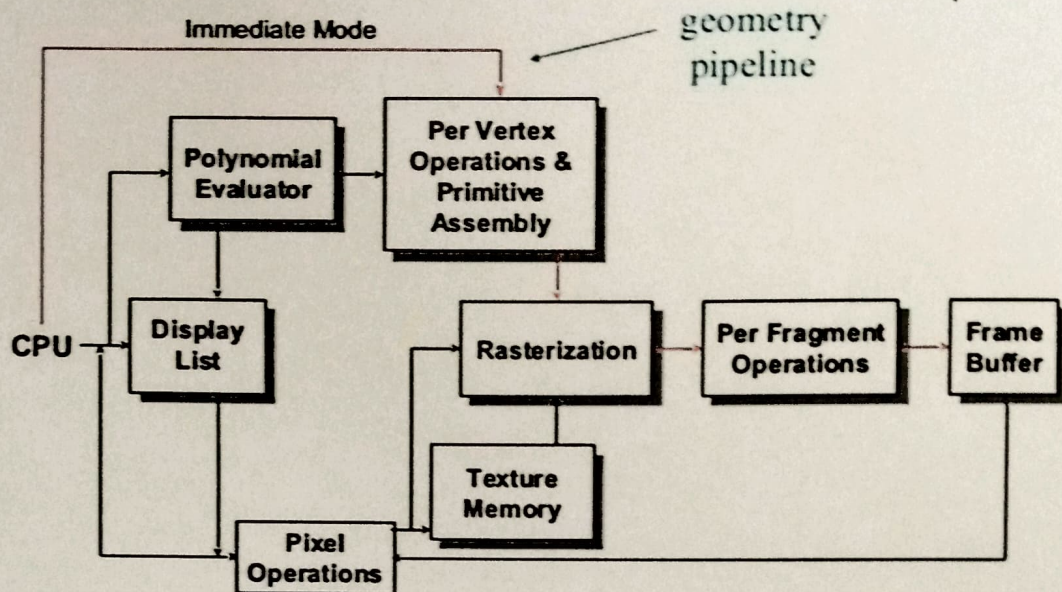 Immediate Mode
geometry
pipeline
Polynomial
Evaluator
Per Vertex
Operations &
Primitive
Assembly
CPU
Display
List
Rasterization
Per Fragment
Operations
Frame
Buffer
Texture
Memory
Pixel
Operations